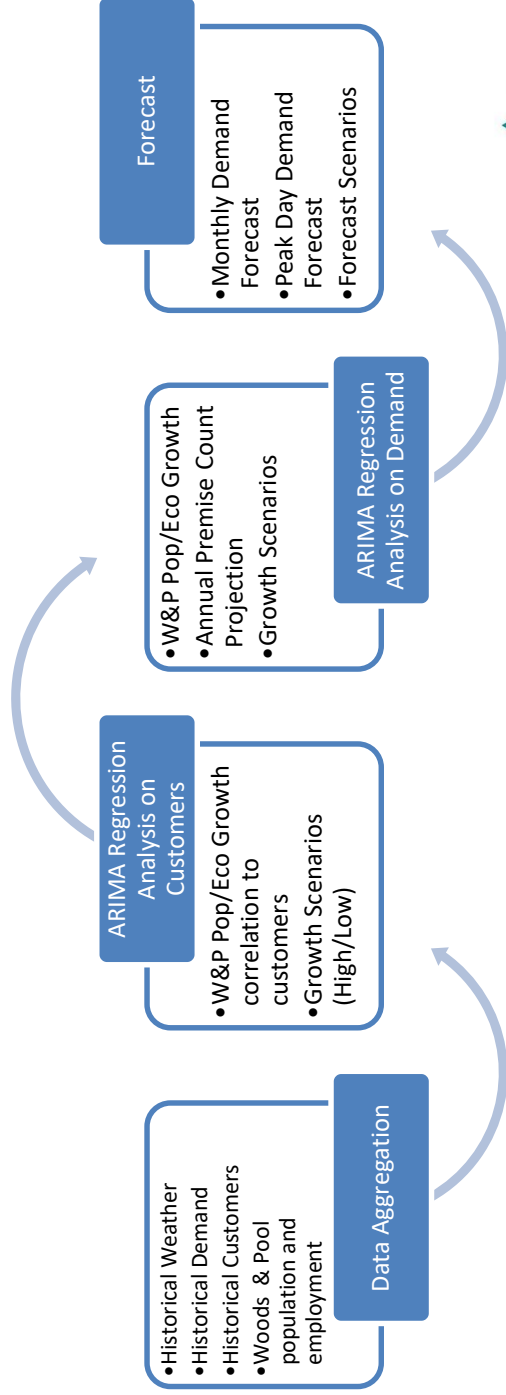 •Historical Weather
•Historical Demand
•Historical Customers
•Woods & Pool
population and
employment
Data Aggregation
ARIMA Regression
Analysis on
Customers
•W&P Pop/Eco Growth
correlation to
customers
•Growth Scenarios
(High/Low)
•W&P Pop/Eco Growth
•Annual Premise Count
Projection
•Growth Scenarios
ARIMA Regression
Analysis on Demand
Forecast
•Monthly Demand
Forecast
•Peak Day Demand
Forecast
•Forecast Scenarios